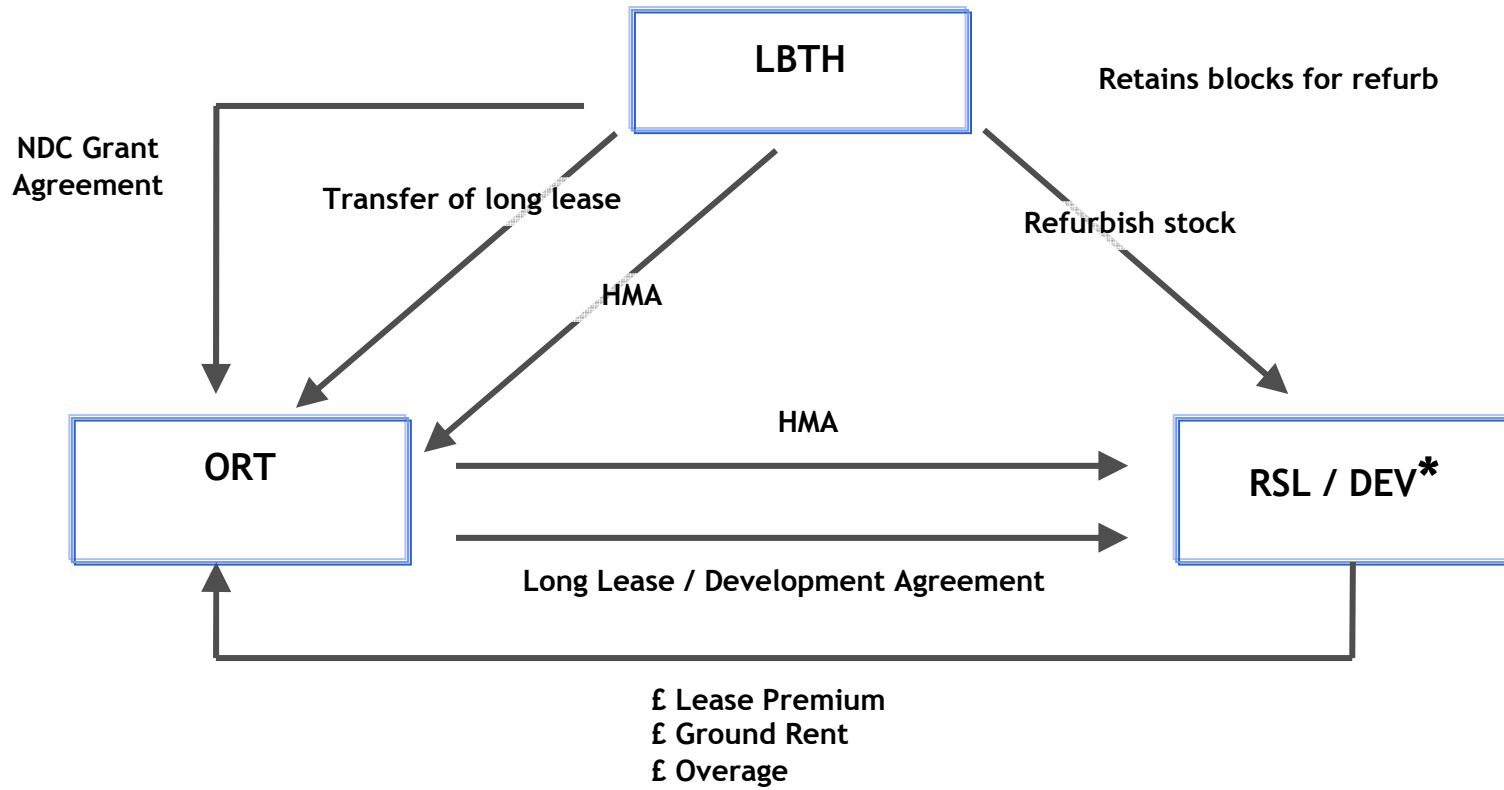 LBTH
Retains blocks for refurb
NDC Grant
Agreement
Transfer of long lease
Refurbish stock
HMA
HMA
ORT
RSL / DEV*
Long Lease / Development Agreement
£ Lease Premium
£ Ground Rent
£ Overage